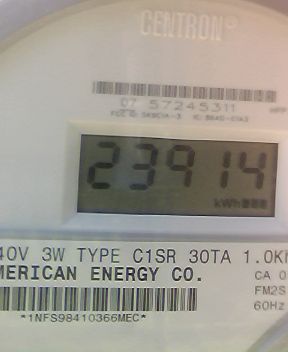 CENTRON®
07 57245311
23914
kWh
40V 3W TYPE C1SR 30TA 1.0K
MERICAN ENERGY CO.
CA 0
FM2S
60Hz
*1NFS98410366MEC*